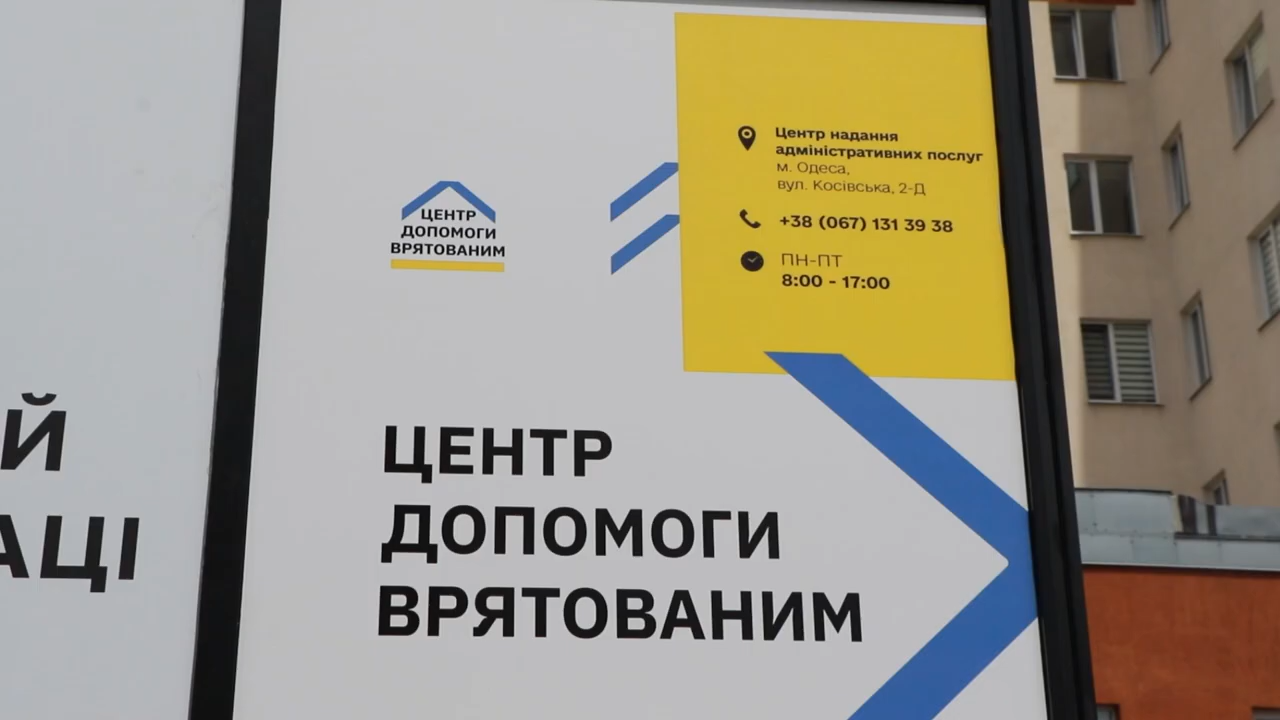 Й
АЦІ
ЦЕНТР
ДОПОМОГИ
ВРЯТОВАНИМ
Центр надання
адміністративних послуг
м. Одеса,
вул. Косівська, 2-Д
+38 (067) 131 39 38
ПН-ПТ
8:00 - 17:00
ЦЕНТР
ДОПОМОГИ
ВРЯТОВАНИМ